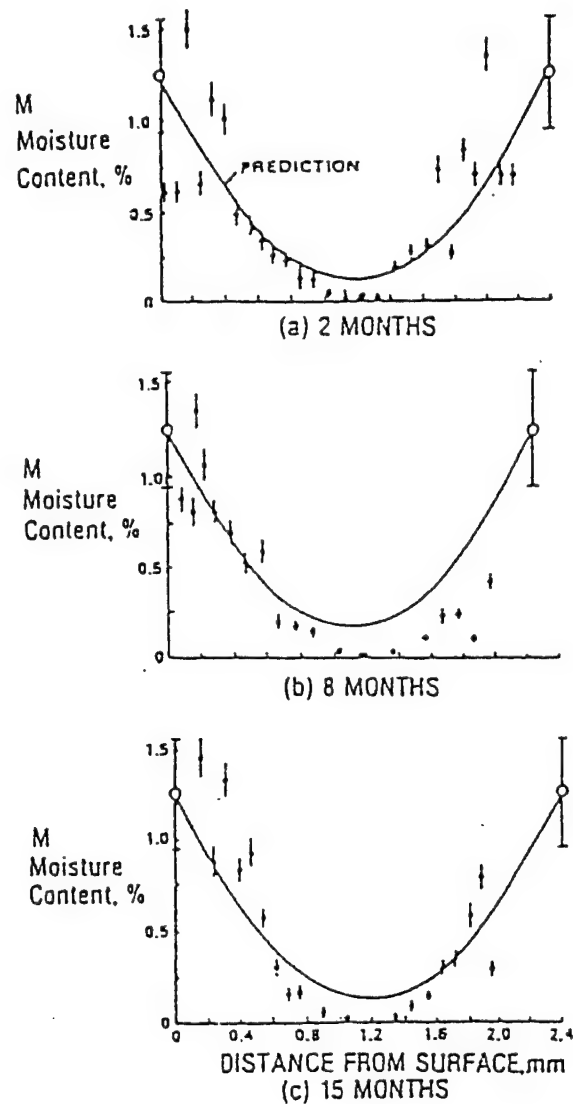 1.5
M
Moisture
Content, %
1.0
PREDICTION
0.5
0
(a) 2 MONTHS
1.5
M
Moisture
Content, %
1.0
0.5
0
(b) 8 MONTHS
1.5
M
Moisture
Content, %
1.0
0.5
0
0 0.4 0.8 1.2 1.6 2.0 2.4
DISTANCE FROM SURFACE,mm
(c) 15 MONTHS